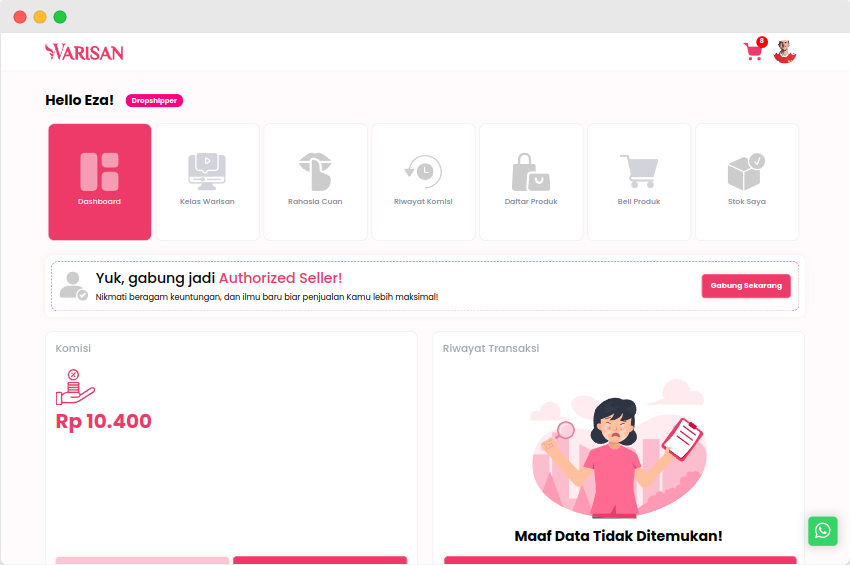 VARISAN
8
Hello Eza!
Dropshipper
Dashboard
Kelas Warisan
Rahasia Cuan
Riwayat Komisi
Daftar Produk
Beli Produk
Stok Saya
Yuk, gabung jadi Authorized Seller!
Nikmati beragam keuntungan, dan ilmu baru biar penjualan Kamu lebih maksimal!
Gabung Sekarang
Komisi
Rp 10.400
Riwayat Transaksi
Maaf Data Tidak Ditemukan!